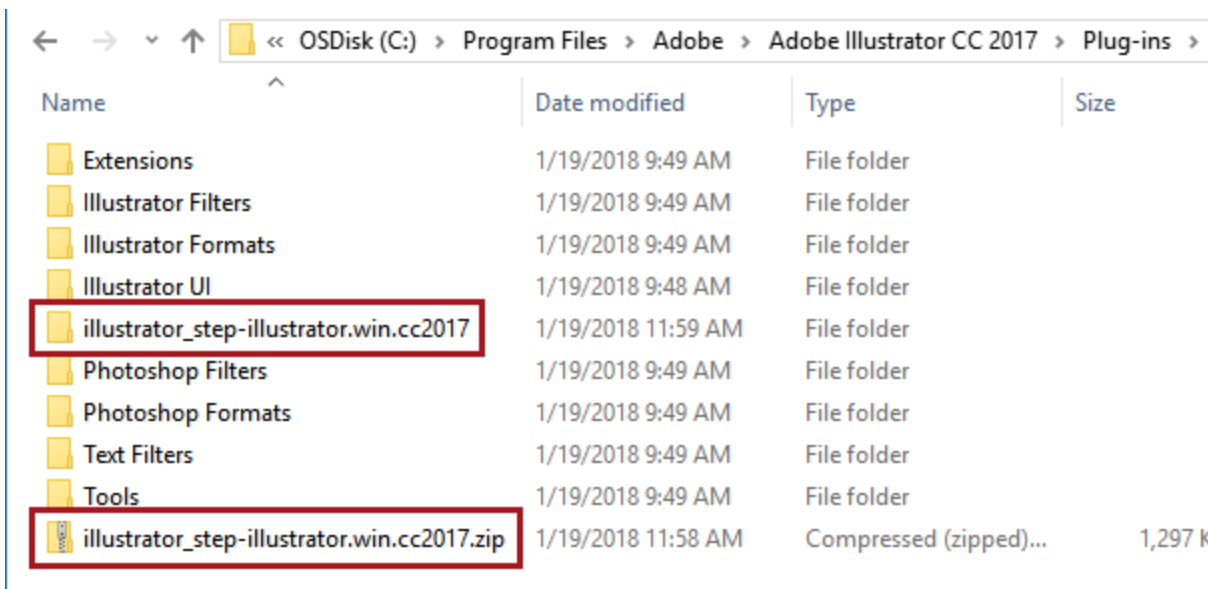 « OSDisk (C:) > Program Files > Adobe > Adobe Illustrator CC 2017 > Plug-ins >
Name Date modified Type Size
Extensions 1/19/2018 9:49 AM File folder
Illustrator Filters 1/19/2018 9:49 AM File folder
Illustrator Formats 1/19/2018 9:49 AM File folder
Illustrator UI 1/19/2018 9:48 AM File folder
illustrator_step-illustrator.win.cc2017 1/19/2018 11:59 AM File folder
Photoshop Filters 1/19/2018 9:49 AM File folder
Photoshop Formats 1/19/2018 9:49 AM File folder
Text Filters 1/19/2018 9:49 AM File folder
Tools 1/19/2018 9:49 AM File folder
illustrator_step-illustrator.win.cc2017.zip 1/19/2018 11:58 AM Compressed (zipped)... 1,297 K